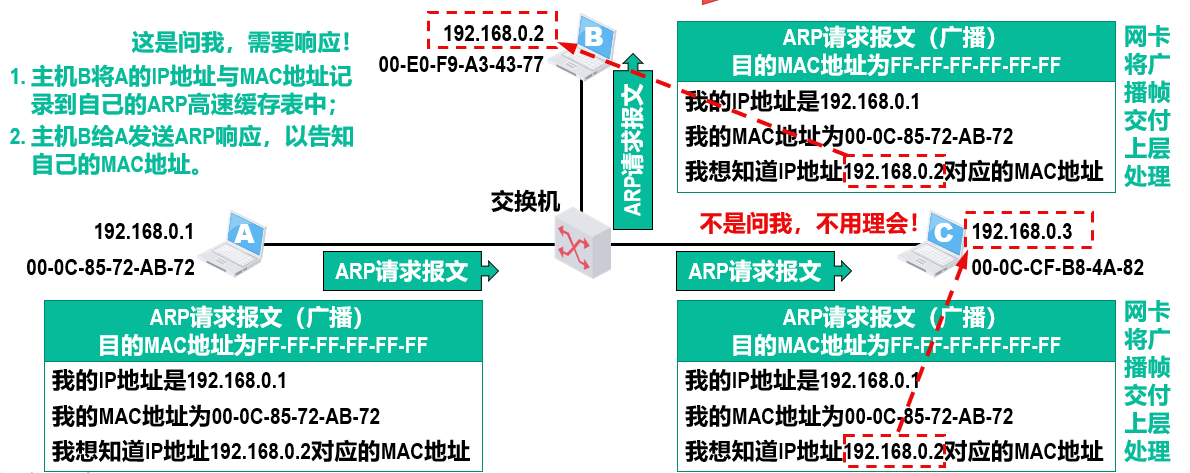 这是问我，需要响应！
1. 主机B将A的IP地址与MAC地址记
录到自己的ARP高速缓存表中；
2. 主机B给A发送ARP响应，以告知
自己的MAC地址。
192.168.0.2
00-E0-F9-A3-43-77
B
ARP请求报文
ARP请求报文（广播）
目的MAC地址为FF-FF-FF-FF-FF-FF
我的IP地址是192.168.0.1
我的MAC地址为00-0C-85-72-AB-72
我想知道IP地址192.168.0.2对应的MAC地址
网卡
将广
播帧
交付
上层
处理
交换机
192.168.0.1
00-0C-85-72-AB-72
A
ARP请求报文
不是问我，不用理会！
ARP请求报文
C
192.168.0.3
00-0C-CF-B8-4A-82
ARP请求报文（广播）
目的MAC地址为FF-FF-FF-FF-FF-FF
我的IP地址是192.168.0.1
我的MAC地址为00-0C-85-72-AB-72
我想知道IP地址192.168.0.2对应的MAC地址
ARP请求报文（广播）
目的MAC地址为FF-FF-FF-FF-FF-FF
我的IP地址是192.168.0.1
我的MAC地址为00-0C-85-72-AB-72
我想知道IP地址192.168.0.2对应的MAC地址
网卡
将广
播帧
交付
上层
处理